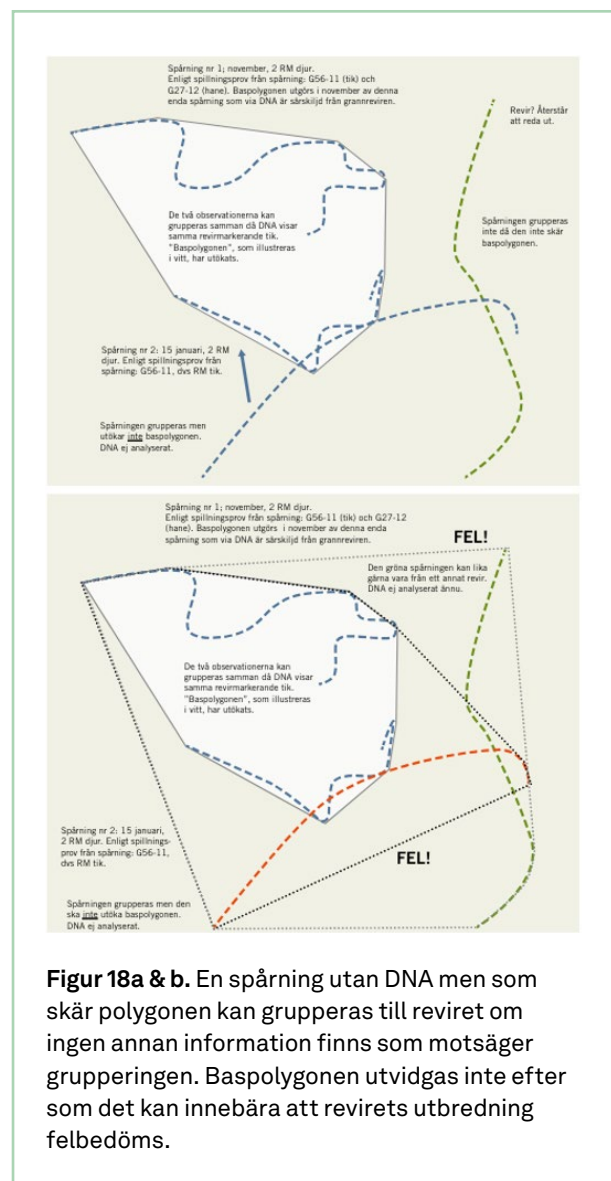 Spårning nr 1; november, 2 RM djur.
Enligt spillningsprov från spårning: G56-11 (tik) och
G27-12 (hane). Baspolygonen utgörs i november av denna
enda spårning som via DNA är särskiljd från grannreviren.
Revir? Återstår
att reda ut.
De två observationerna kan
grupperas samman då DNA visar
samma revirmarkerande tik.
"Baspolygonen", som illustreras
i vitt, har utökats.
Spårningen grupperas
inte då den inte skär
baspolygonen.
Spårning nr 2: 15 januari, 2 RM
djur. Enligt spillningsprov från
spårning: G56-11, dvs RM tik.
Spårningen grupperas men
utökar inte baspolygonen.
DNA ej analyserat.
Spårning nr 1; november, 2 RM djur.
Enligt spillningsprov från spårning: G56-11 (tik) och G27-12
(hane). Baspolygonen utgörs i november av denna enda
spårning som via DNA är särskiljd från grannreviren.
FEL!
Den gröna spårningen kan lika
gärna vara från ett annat revir.
DNA ej analyserat ännu.
De två observationerna kan
grupperas samman då DNA visar
samma revirmarkerande tik.
"Baspolygonen", som illustreras
i vitt, har utökats.
Spårning nr 2: 15 januari,
2 RM djur. Enligt spillnings-
prov från spårning: G56-11,
dvs RM tik.
FEL!
Spårningen grupperas men den
ska inte utöka baspolygonen.
DNA ej analyserat.
Figur 18a & b. En spårning utan DNA men som
skär polygonen kan grupperas till reviret om
ingen annan information finns som motsäger
grupperingen. Baspolygonen utvidgas inte efter
som det kan innebära att revirets utbredning
felbedöms.